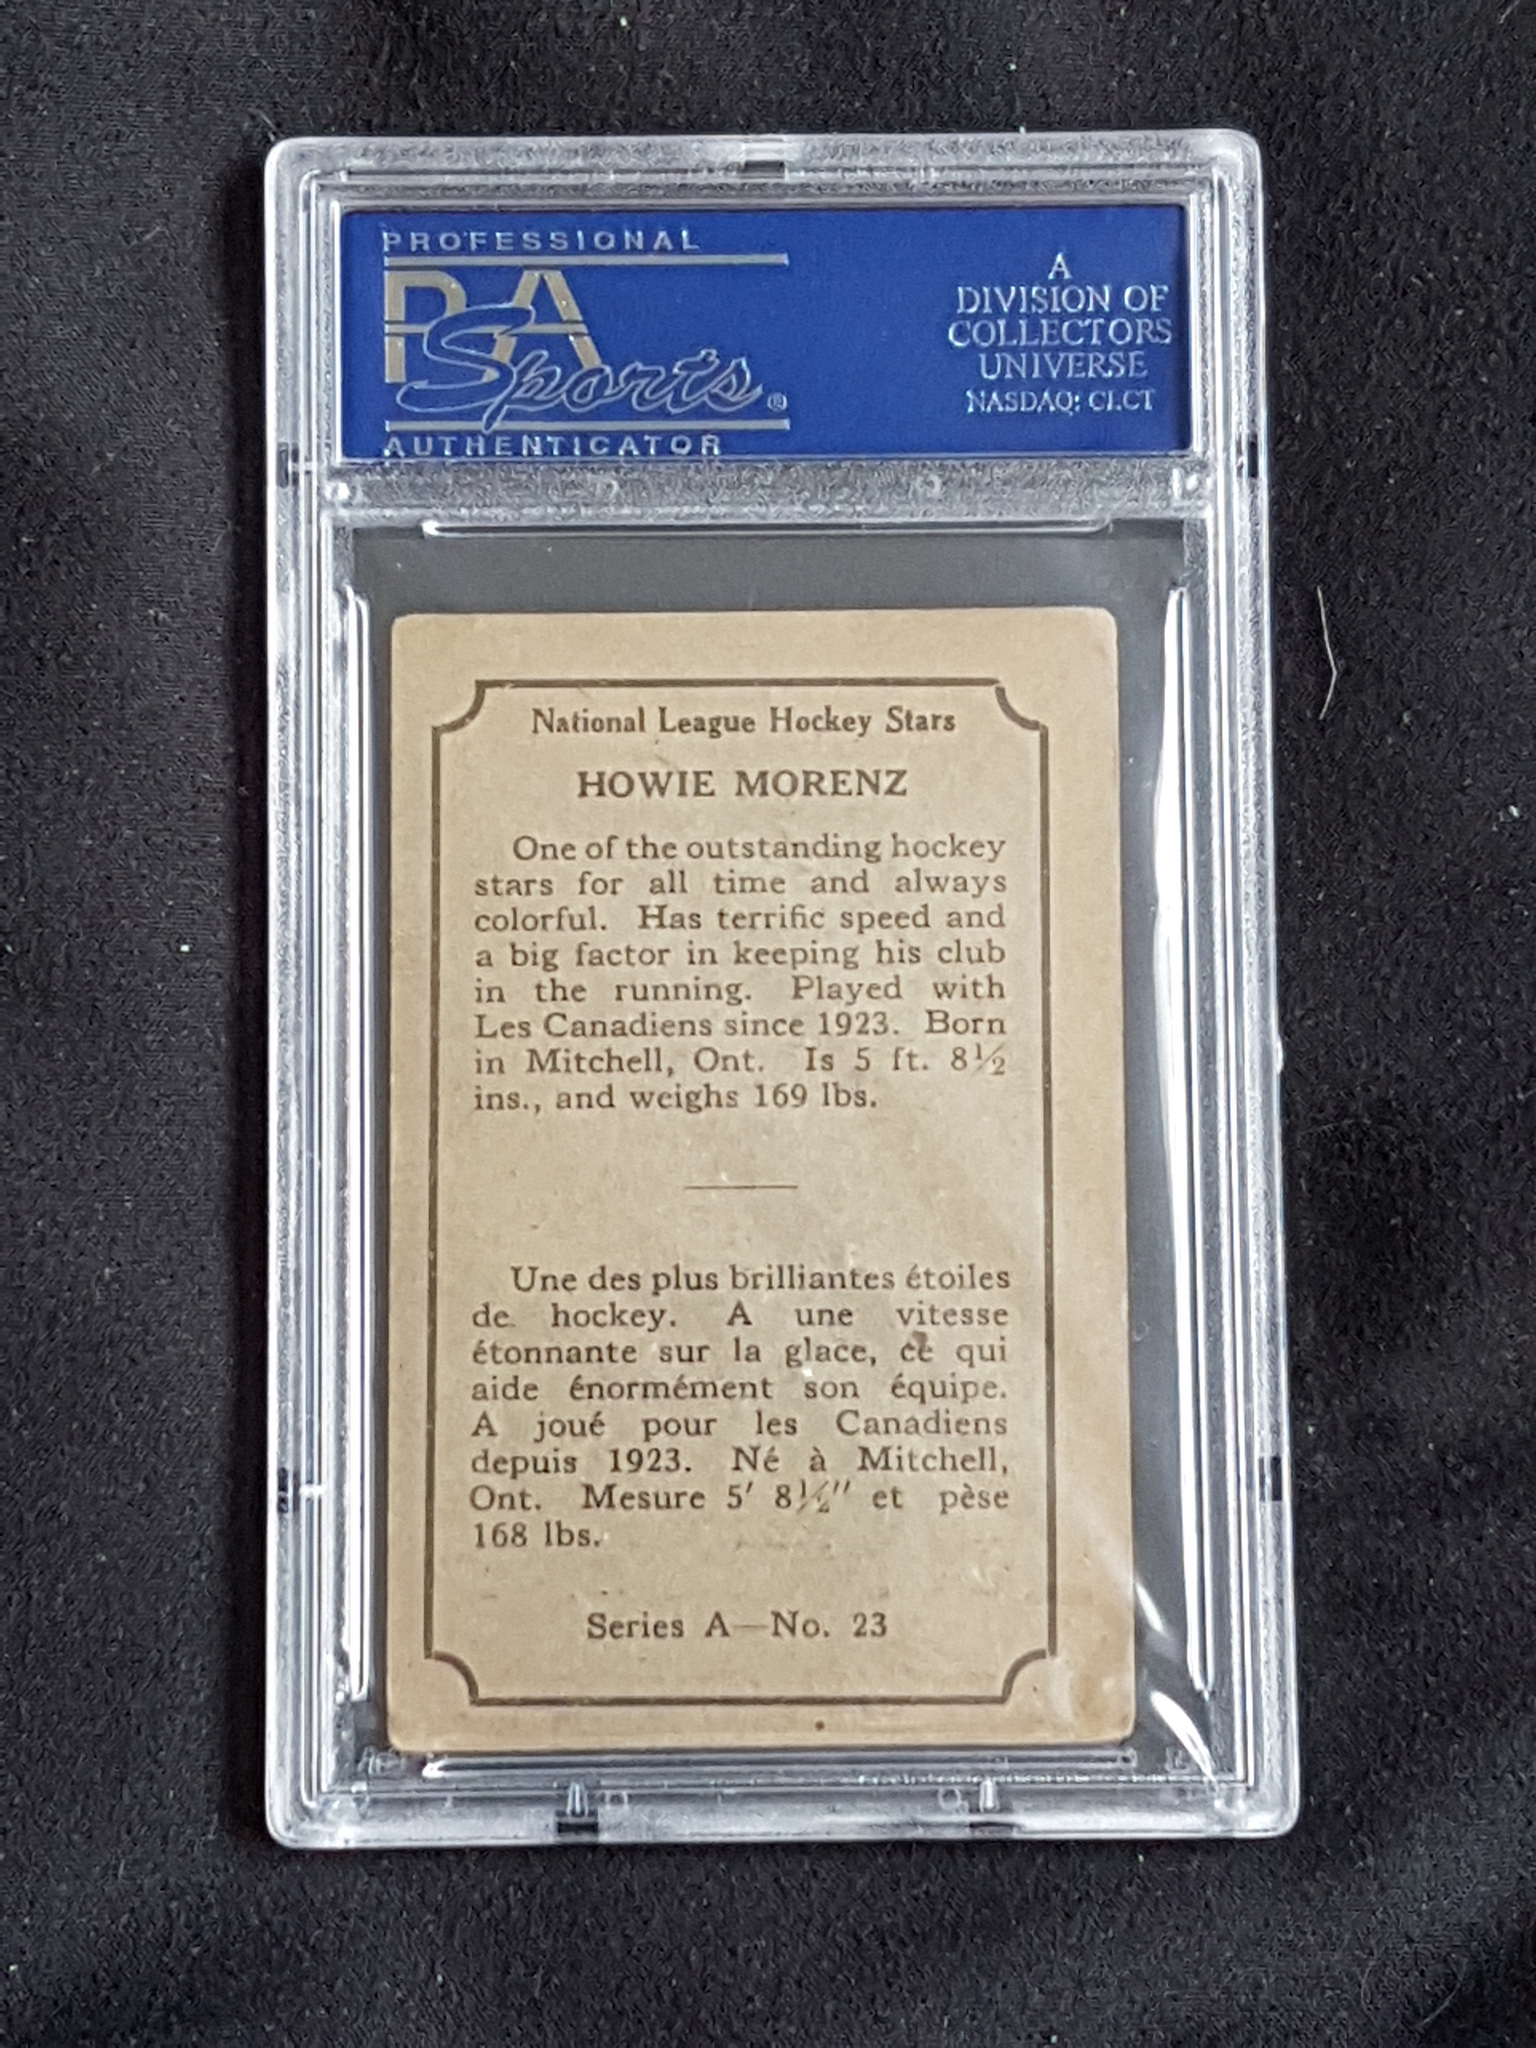 PROFESSIONAL
PSA
Sports®
AUTHENTICATOR
A
DIVISION OF
COLLECTORS
UNIVERSE
NASDAQ: CLCT
National League Hockey Stars
HOWIE MORENZ
One of the outstanding hockey
stars for all time and always
colorful. Has terrific speed and
a big factor in keeping his club
in the running. Played with
Les Canadiens since 1923. Born
in Mitchell, Ont. Is 5 ft. 8½
ins., and weighs 169 lbs.
Une des plus brilliantes étoiles
de hockey. A une vitesse
étonnante sur la glace, ce qui
aide énormément son équipe.
A joué pour les Canadiens
depuis 1923. Né à Mitchell,
Ont. Mesure 5′ 8½″ et pèse
168 lbs.
Series A—No. 23